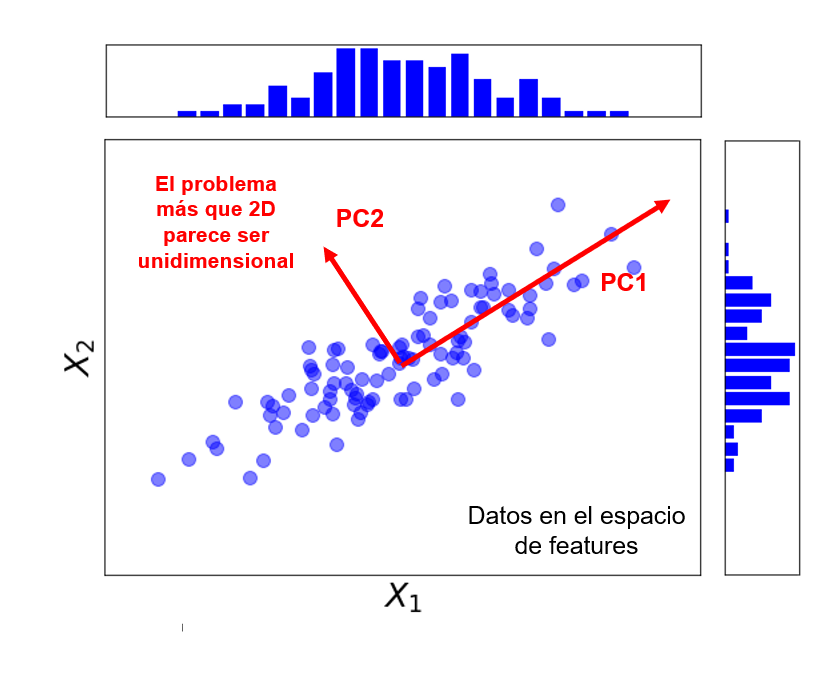 El problema
más que 2D
parece ser
unidimensional
PC2
PC1
X2
Datos en el espacio
de features
X1